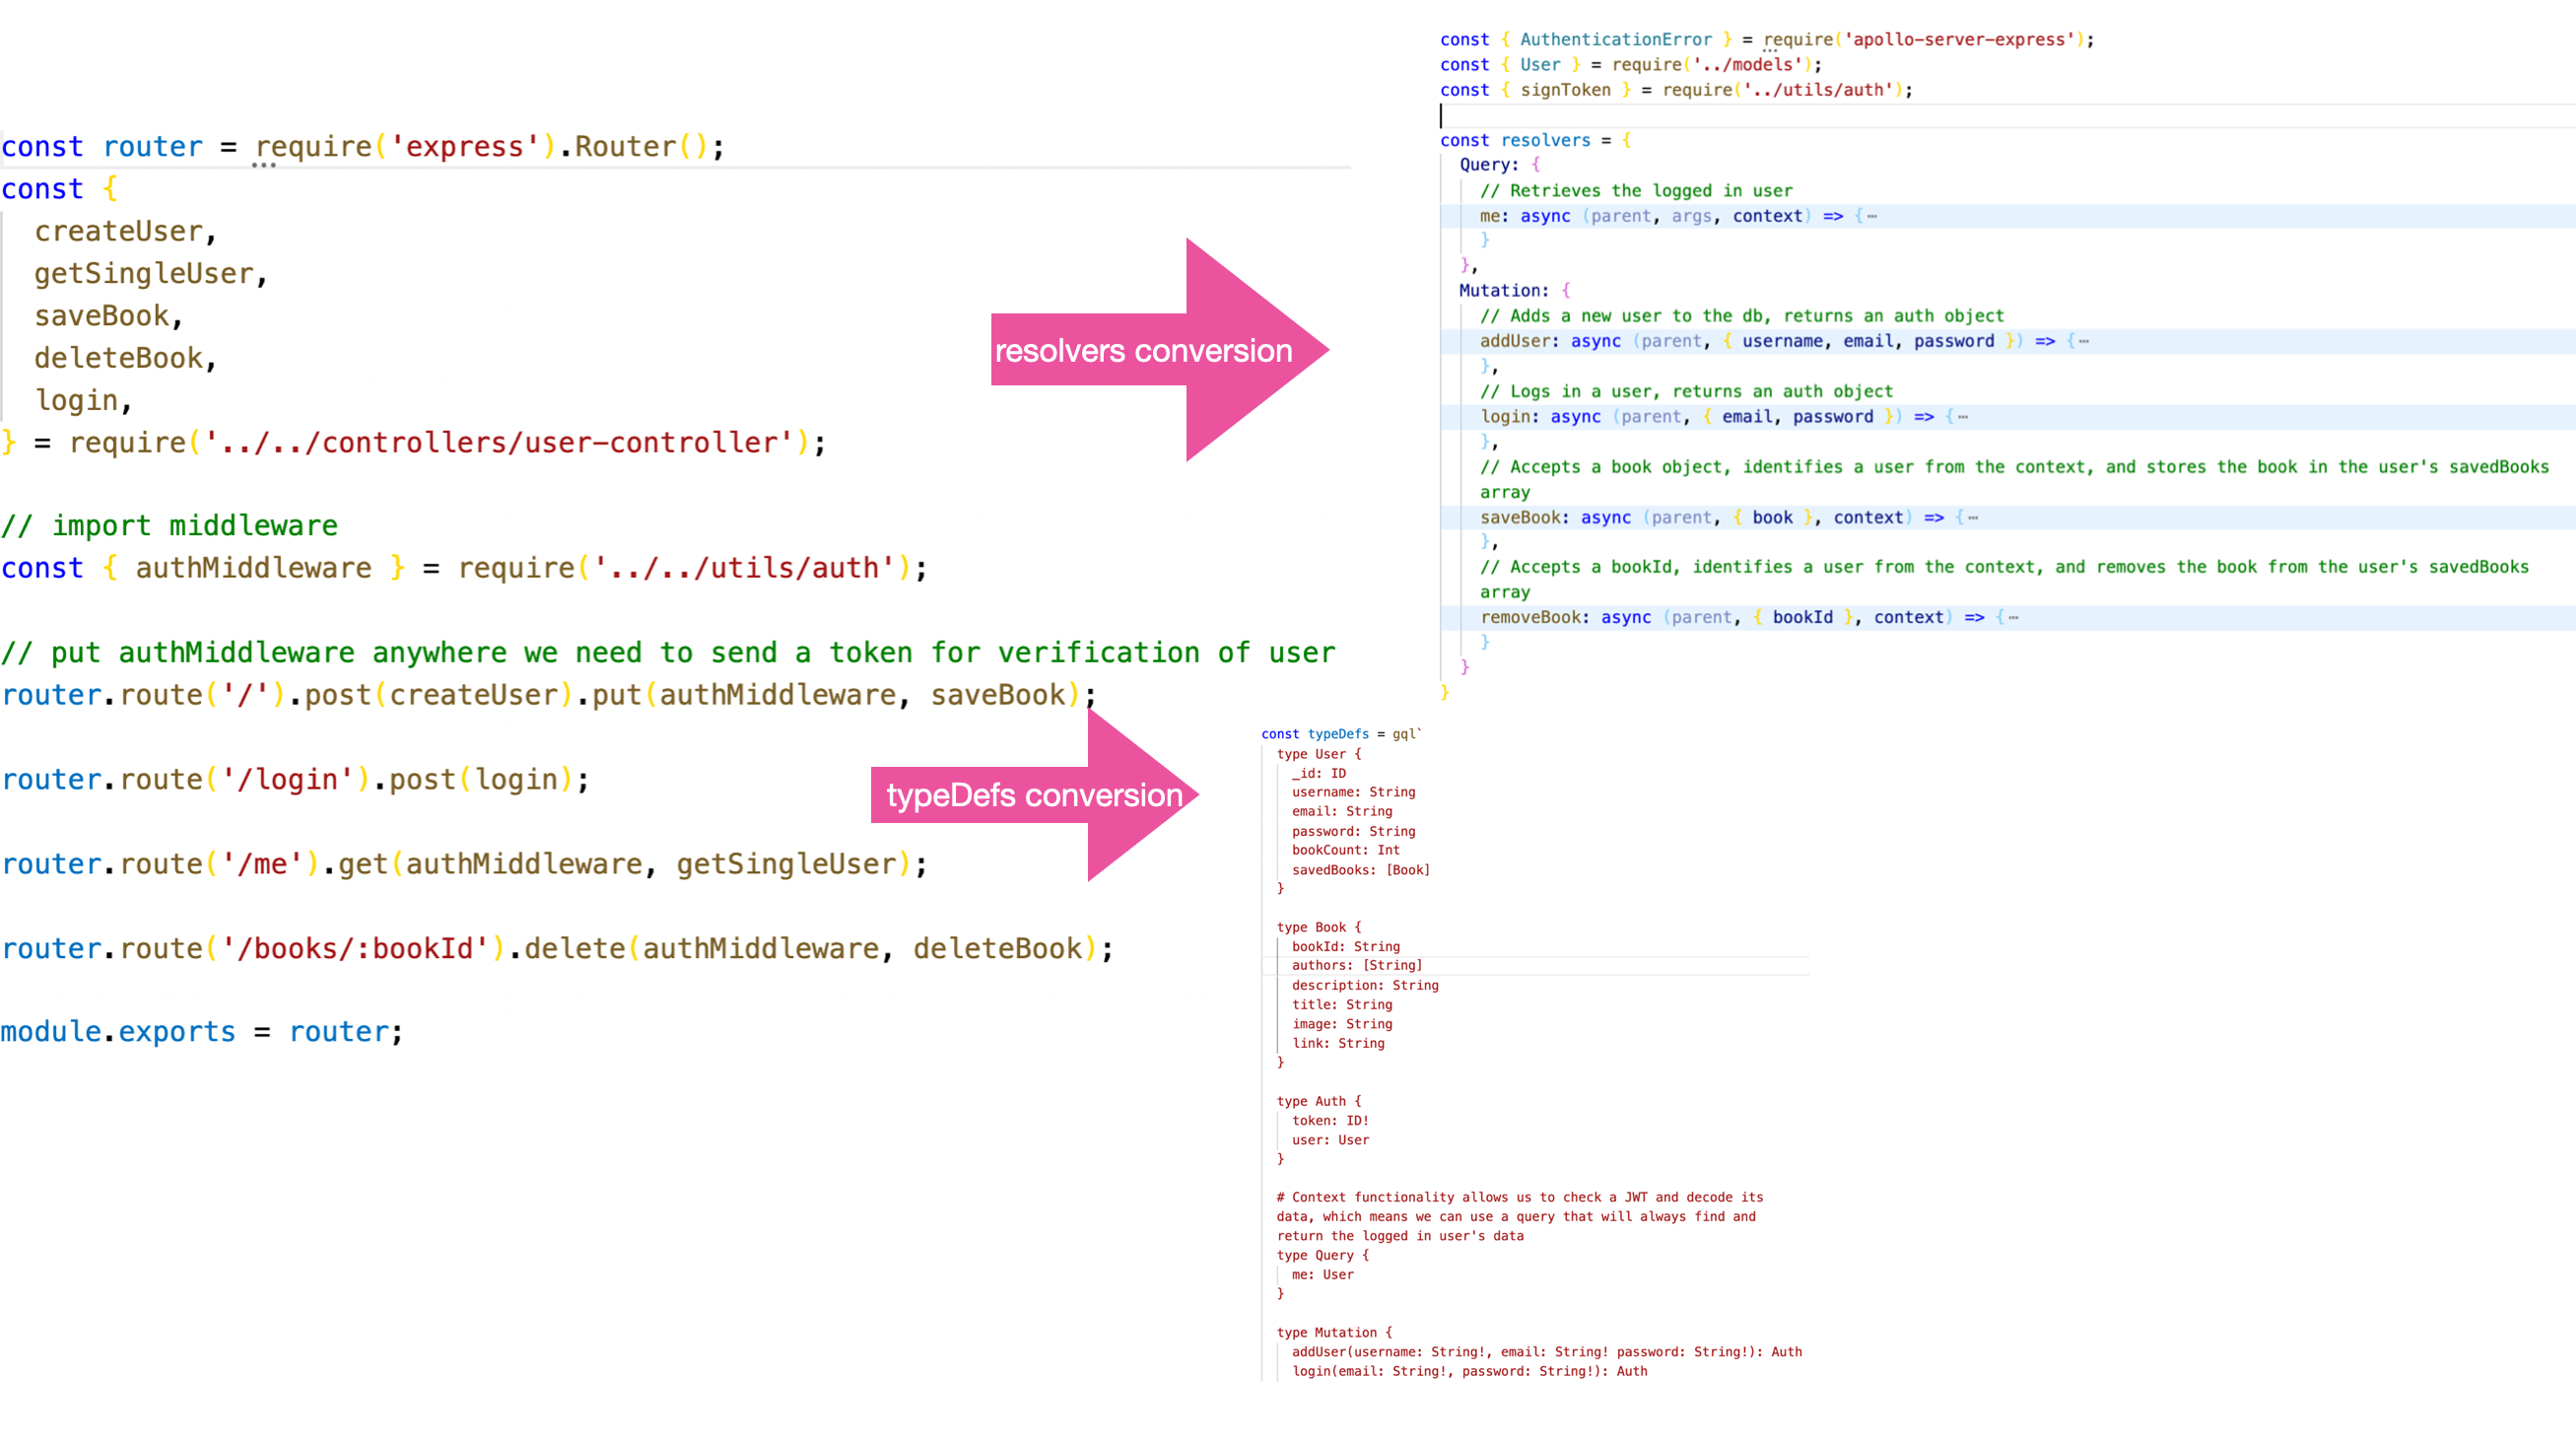 const router = require('express').Router();
const {
  createUser,
  getSingleUser,
  saveBook,
  deleteBook,
  login,
} = require('../../controllers/user-controller');

// import middleware
const { authMiddleware } = require('../../utils/auth');

// put authMiddleware anywhere we need to send a token for verification of user
router.route('/').post(createUser).put(authMiddleware, saveBook);

router.route('/login').post(login);

router.route('/me').get(authMiddleware, getSingleUser);

router.route('/books/:bookId').delete(authMiddleware, deleteBook);

module.exports = router;

resolvers conversion

const { AuthenticationError } = require('apollo-server-express');
const { User } = require('../models');
const { signToken } = require('../utils/auth');

const resolvers = {
  Query: {
    // Retrieves the logged in user
    me: async (parent, args, context) => {⋯
    }
  },
  Mutation: {
    // Adds a new user to the db, returns an auth object
    addUser: async (parent, { username, email, password }) => {⋯
    },
    // Logs in a user, returns an auth object
    login: async (parent, { email, password }) => {⋯
    },
    // Accepts a book object, identifies a user from the context, and stores the book in the user's savedBooks
    array
    saveBook: async (parent, { book }, context) => {⋯
    },
    // Accepts a bookId, identifies a user from the context, and removes the book from the user's savedBooks
    array
    removeBook: async (parent, { bookId }, context) => {⋯
    }
  }
}

typeDefs conversion

const typeDefs = gql`
  type User {
    _id: ID
    username: String
    email: String
    password: String
    bookCount: Int
    savedBooks: [Book]
  }

  type Book {
    bookId: String
    authors: [String]
    description: String
    title: String
    image: String
    link: String
  }

  type Auth {
    token: ID!
    user: User
  }

  # Context functionality allows us to check a JWT and decode its
  data, which means we can use a query that will always find and
  return the logged in user's data
  type Query {
    me: User
  }

  type Mutation {
    addUser(username: String!, email: String! password: String!): Auth
    login(email: String!, password: String!): Auth